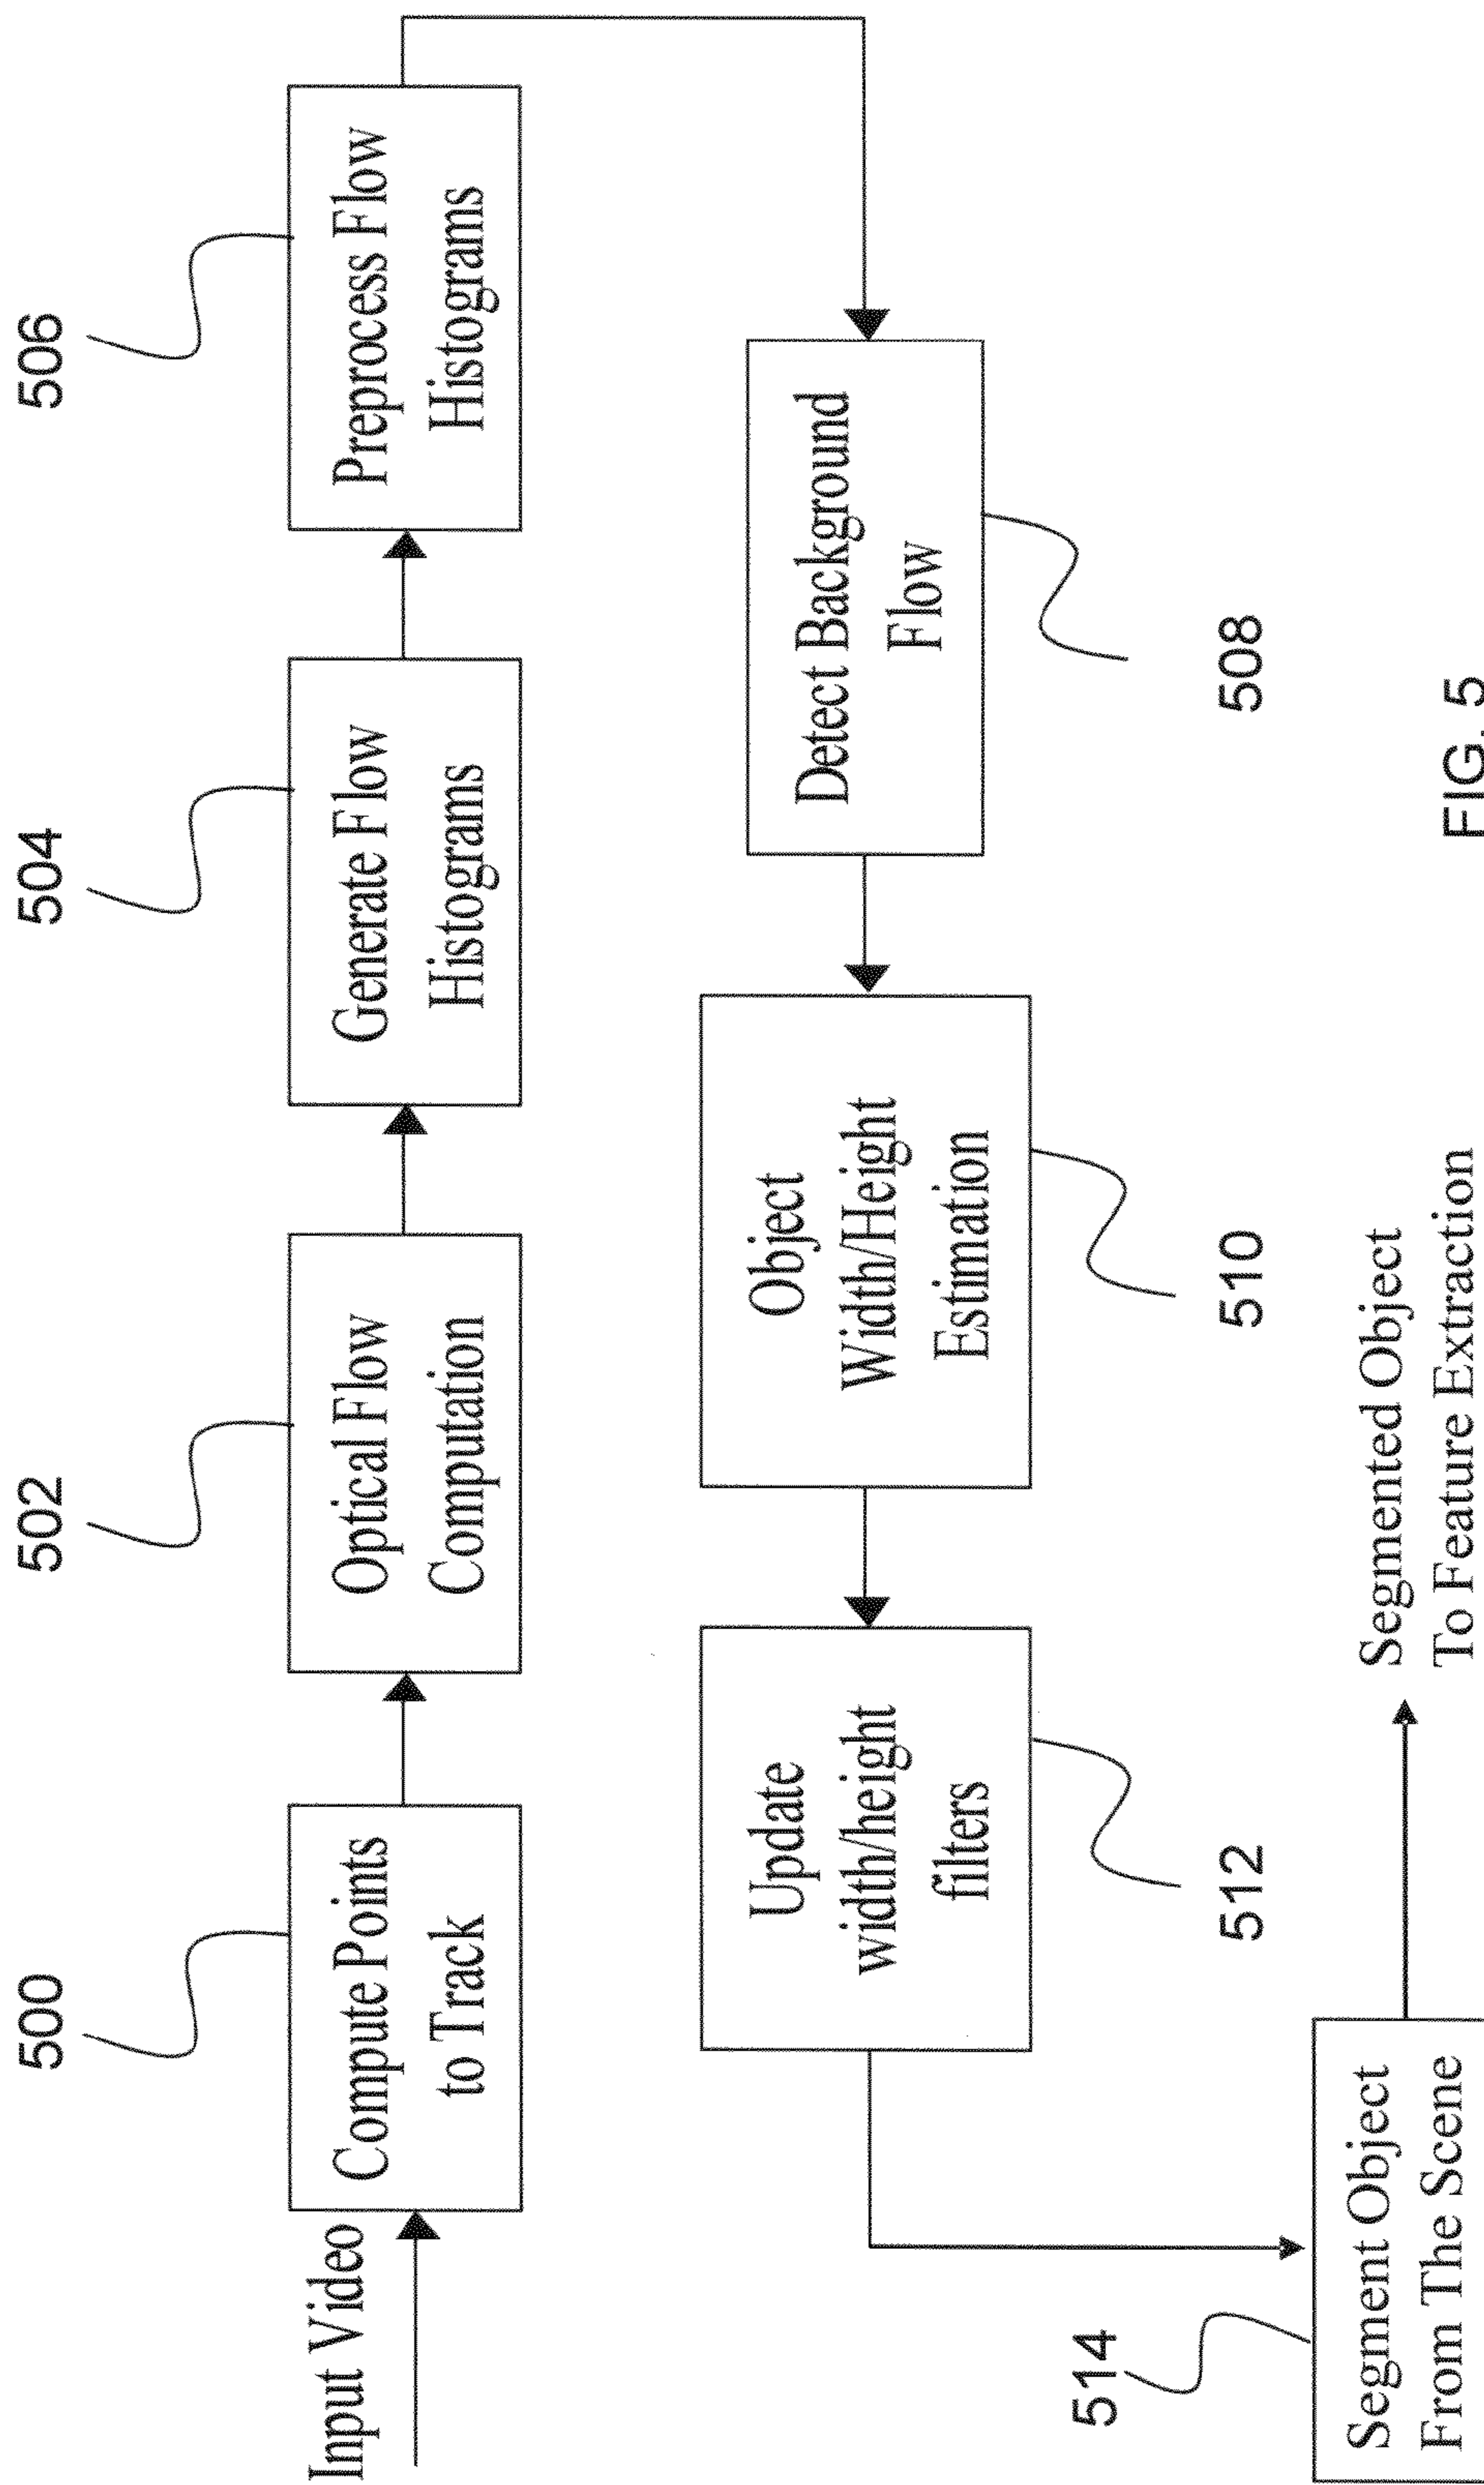 500
502
504
506
Input Video
Compute Points
to Track
Optical Flow
Computation
Generate Flow
Histograms
Preprocess Flow
Histograms
Update
width/height
filters
Object
Width/Height
Estimation
Detect Background
Flow
514
512
510
508
Segment Object
From The Scene
Segmented Object
To Feature Extraction
FIG. 5